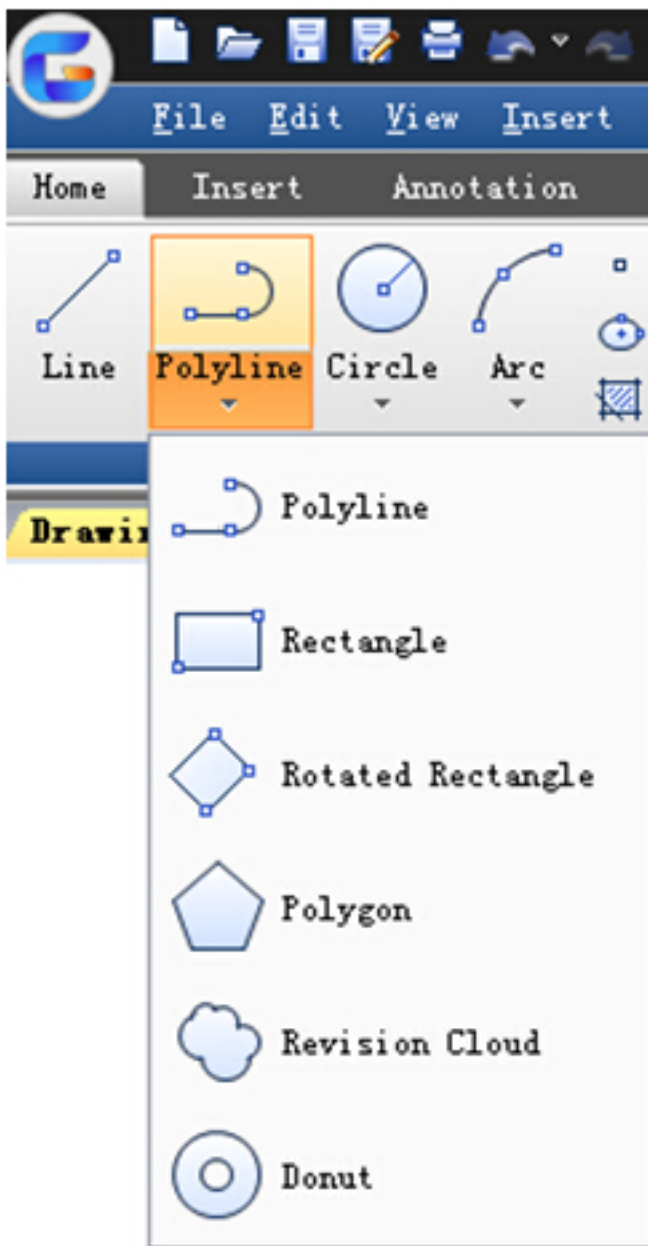 File Edit View Insert
Home Insert Annotation
Line Polyline Circle Arc
Polyline
Rectangle
Rotated Rectangle
Polygon
Revision Cloud
Donut